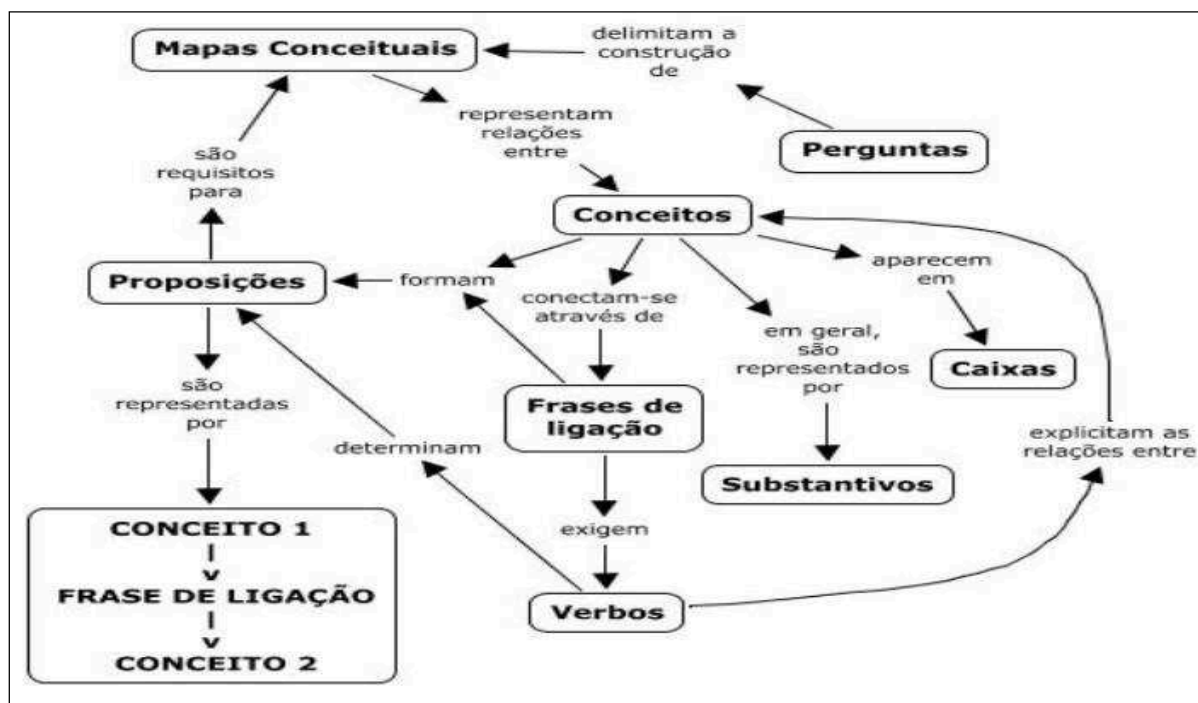 Mapas Conceituais
delimitam a
construção
de
representam
relações
entre
Perguntas
são
requisitos
para
Conceitos
Proposições
formam
conectam-se
através de
aparecem
em
em geral,
são
representados
por
Caixas
são
representadas
por
Frases de
ligação
determinam
explicitam as
relações entre
Substantivos
exigem
Verbos
CONCEITO 1
FRASE DE LIGAÇÃO
CONCEITO 2